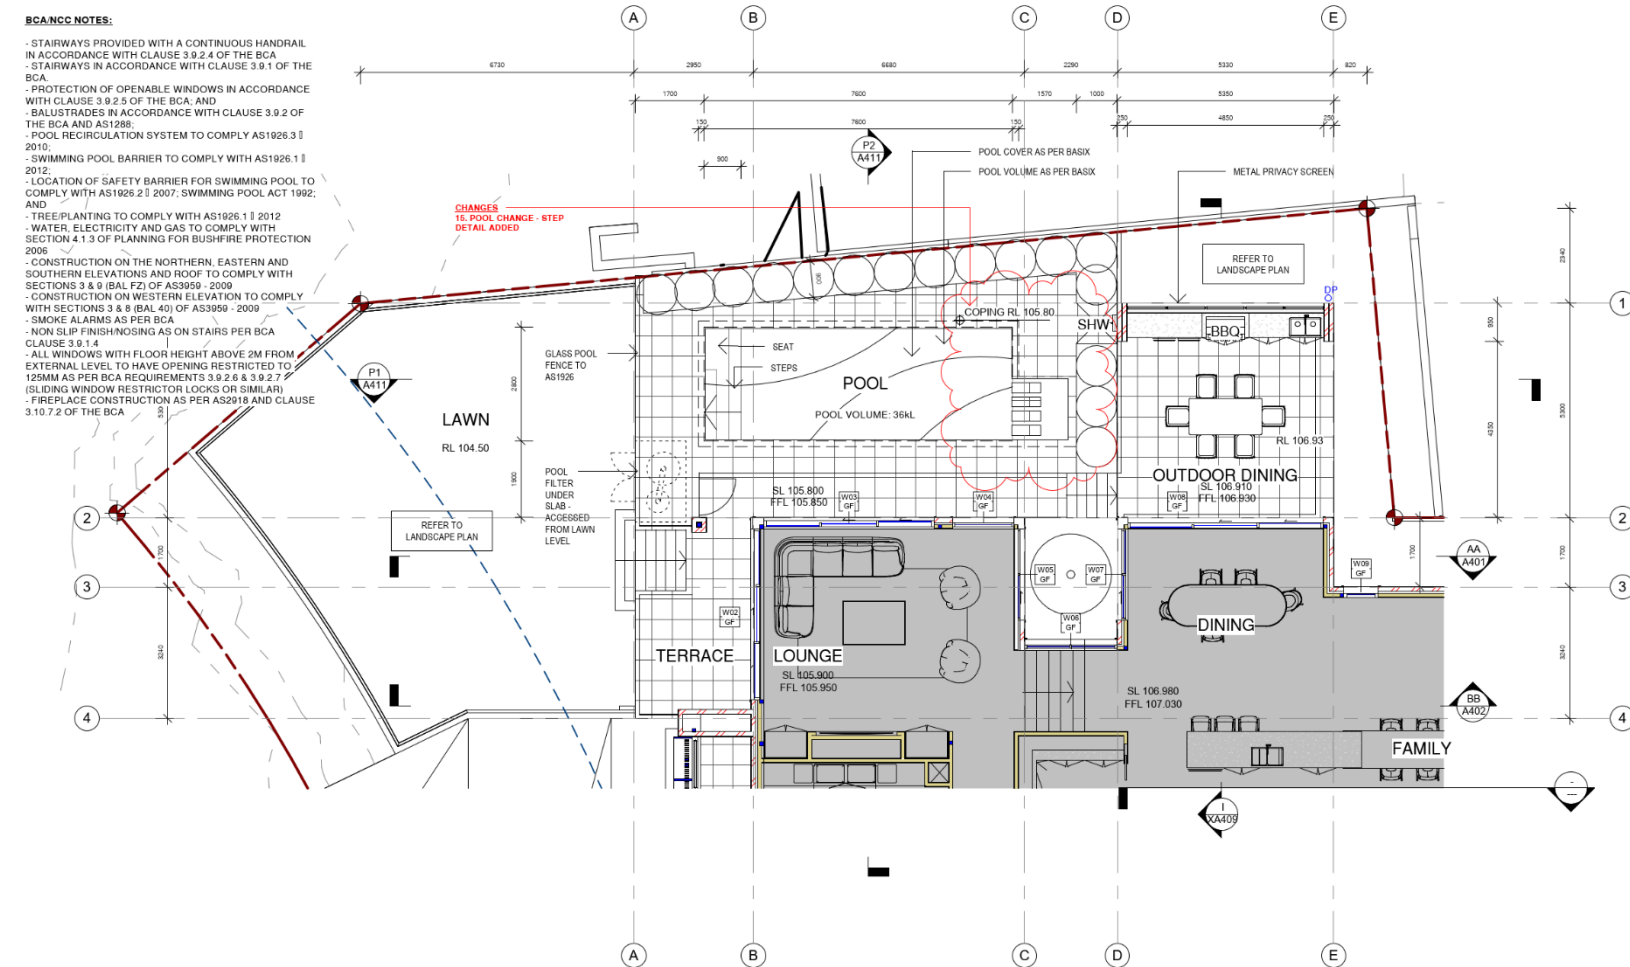 BCA/NCC NOTES:
- STAIRWAYS PROVIDED WITH A CONTINUOUS HANDRAIL
IN ACCORDANCE WITH CLAUSE 3.9.2.4 OF THE BCA
- STAIRWAYS IN ACCORDANCE WITH CLAUSE 3.9.1 OF THE
BCA.
- PROTECTION OF OPENABLE WINDOWS IN ACCORDANCE
WITH CLAUSE 3.9.2.5 OF THE BCA; AND
- BALUSTRADES IN ACCORDANCE WITH CLAUSE 3.9.2 OF
THE BCA AND AS1288;
- POOL RECIRCULATION SYSTEM TO COMPLY AS1926.3 ▯
2010;
- SWIMMING POOL BARRIER TO COMPLY WITH AS1926.1 ▯
2012;
- LOCATION OF SAFETY BARRIER FOR SWIMMING POOL TO
COMPLY WITH AS1926.2 ▯ 2007; SWIMMING POOL ACT 1992;
AND
- TREE/PLANTING TO COMPLY WITH AS1926.1 ▯ 2012
- WATER, ELECTRICITY AND GAS TO COMPLY WITH
SECTION 4.1.3 OF PLANNING FOR BUSHFIRE PROTECTION
2006
- CONSTRUCTION ON THE NORTHERN, EASTERN AND
SOUTHERN ELEVATIONS AND ROOF TO COMPLY WITH
SECTIONS 3 & 9 (BAL FZ) OF AS3959 - 2009
- CONSTRUCTION ON WESTERN ELEVATION TO COMPLY
WITH SECTIONS 3 & 8 (BAL 40) OF AS3959 - 2009
- SMOKE ALARMS AS PER BCA
- NON SLIP FINISH/NOSING AS ON STAIRS PER BCA
CLAUSE 3.9.1.4
- ALL WINDOWS WITH FLOOR HEIGHT ABOVE 2M FROM
EXTERNAL LEVEL TO HAVE OPENING RESTRICTED TO
125MM AS PER BCA REQUIREMENTS 3.9.2.6 & 3.9.2.7
(SLIDING WINDOW RESTRICTOR LOCKS OR SIMILAR)
- FIREPLACE CONSTRUCTION AS PER AS2918 AND CLAUSE
3.10.7.2 OF THE BCA
A
B
C
D
E
6730
2950
6680
2290
5330
820
1700
7600
1570
1000
5350
150
7600
150
250
4850
250
900
P2
A411
POOL COVER AS PER BASIX
POOL VOLUME AS PER BASIX
METAL PRIVACY SCREEN
CHANGES
15. POOL CHANGE - STEP
DETAIL ADDED
REFER TO
LANDSCAPE PLAN
2340
900
DP
1
COPING RL 105.80
SHW
BBQ
950
SEAT
STEPS
GLASS POOL
FENCE TO
AS1926
P1
A411
2800
POOL
POOL VOLUME: 36kL
LAWN
RL 104.50
530
5300
4350
RL 106.93
OUTDOOR DINING
SL 106.910
FFL 106.930
POOL
FILTER
UNDER
SLAB -
ACCESSED
FROM LAWN
LEVEL
1900
SL 105.800
FFL 105.850
W03
GF
W04
GF
W08
GF
2
2
REFER TO
LANDSCAPE PLAN
1700
1700
1700
AA
A401
W05
GF
W07
GF
W09
GF
3
3
W02
GF
W06
GF
DINING
3240
3240
TERRACE
LOUNGE
SL 105.900
FFL 105.950
SL 106.980
FFL 107.030
BB
A402
4
4
FAMILY
I
XA409
A
B
C
D
E